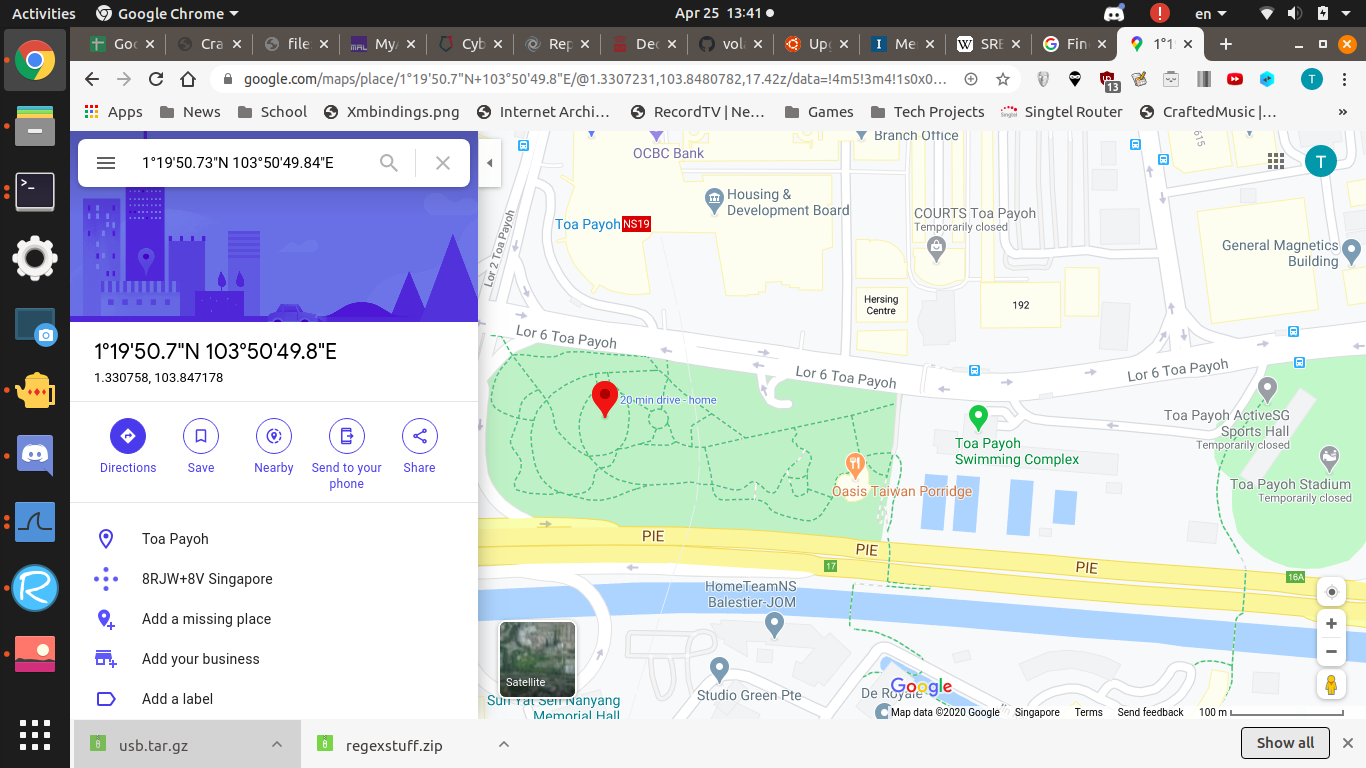 Activities
Google Chrome
Apr 25 13:41
en
Goo
Cra
file
MyA
Cyb
Rep
Dec
vola
Upg
Me
SRE
Fin
1°1
google.com/maps/place/1°19'50.7"N+103°50'49.8"E/@1.3307231,103.8480782,17.42z/data=!4m5!3m4!1s0x0...
13
T
Apps
News
School
Xmbindings.png
Internet Archi...
RecordTV | Ne...
Games
Tech Projects
Singtel Router
CraftedMusic |...
»
1°19'50.73"N 103°50'49.84"E
1°19'50.7"N 103°50'49.8"E
1.330758, 103.847178
Directions
Save
Nearby
Send to your
phone
Share
Toa Payoh
8RJW+8V Singapore
Add a missing place
Add your business
Add a label
OCBC Bank
Branch Office
615
T
Housing &
Development Board
Toa Payoh
NS19
COURTS Toa Payoh
Temporarily closed
General Magnetics
Building
Lor 2 Toa Payoh
Hersing
Centre
192
Lor 6 Toa Payoh
Lor 6 Toa Payoh
Lor 6 Toa Payoh
20 min drive - home
Toa Payoh
Swimming Complex
Toa Payoh ActiveSG
Sports Hall
Temporarily closed
Oasis Taiwan Porridge
Toa Payoh Stadium
Temporarily closed
PIE
PIE
PIE
17
16A
HomeTeamNS
Balestier-JOM
Satellite
Sun Yat Sen Nanyang
Memorial Hall
Studio Green Pte
De Royale
Google
Map data ©2020 Google
Singapore
Terms
Send feedback
100 m
usb.tar.gz
regexstuff.zip
Show all